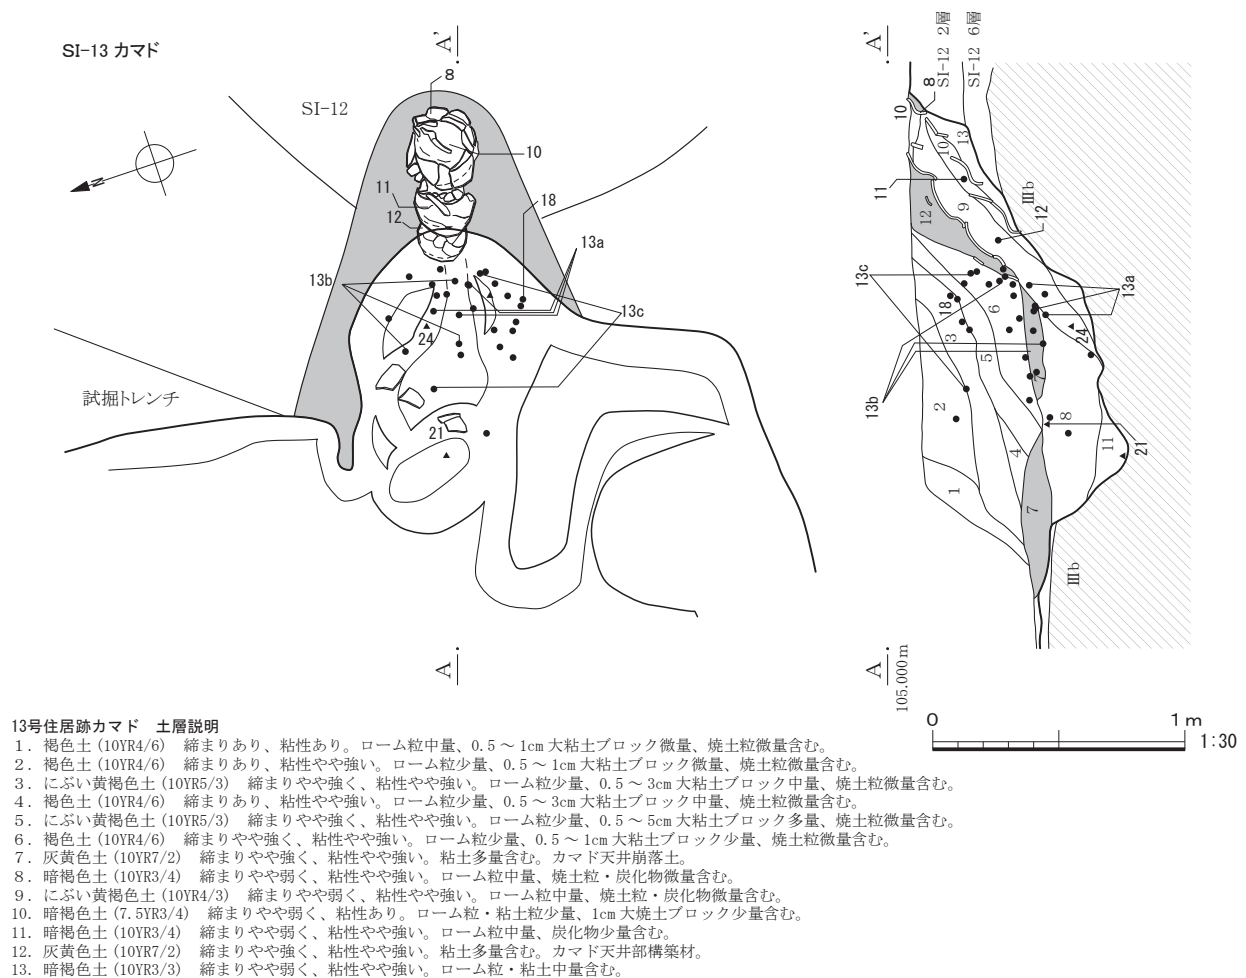 SI-13 カマド
A'
8
SI-12
10
11
18
12
13a
13b
13c
24
試掘トレンチ
21
A
A'
SI-12 2層
SI-12 6層
8
10
13
10
11
Ⅲb
9
12
12
13c
13a
18
6
24
3
5
7
13b
2
8
21
11
4
1
7
Ⅲb
A
105.000m
0 1m
1:30
13号住居跡カマド 土層説明
1. 褐色土(10YR4/6) 締まりあり、粘性あり。ローム粒中量、0.5～1cm大粘土ブロック微量、焼土粒微量含む。
2. 褐色土(10YR4/6) 締まりあり、粘性やや強い。ローム粒少量、0.5～1cm大粘土ブロック微量、焼土粒微量含む。
3. にぶい黄褐色土(10YR5/3) 締まりやや強く、粘性やや強い。ローム粒少量、0.5～3cm大粘土ブロック中量、焼土粒微量含む。
4. 褐色土(10YR4/6) 締まりあり、粘性やや強い。ローム粒少量、0.5～3cm大粘土ブロック中量、焼土粒微量含む。
5. にぶい黄褐色土(10YR5/3) 締まりやや強く、粘性やや強い。ローム粒少量、0.5～5cm大粘土ブロック多量、焼土粒微量含む。
6. 褐色土(10YR4/6) 締まりやや強く、粘性やや強い。ローム粒少量、0.5～1cm大粘土ブロック少量、焼土粒微量含む。
7. 灰黄色土(10YR7/2) 締まりやや強く、粘性やや強い。粘土多量含む。カマド天井崩落土。
8. 暗褐色土(10YR3/4) 締まりやや弱く、粘性やや強い。ローム粒中量、焼土粒・炭化物微量含む。
9. にぶい黄褐色土(10YR4/3) 締まりやや弱く、粘性やや強い。ローム粒中量、焼土粒・炭化物微量含む。
10. 暗褐色土(7.5YR3/4) 締まりやや弱く、粘性あり。ローム粒・粘土粒少量、1cm大焼土ブロック少量含む。
11. 暗褐色土(10YR3/4) 締まりやや弱く、粘性やや強い。ローム粒中量、炭化物少量含む。
12. 灰黄色土(10YR7/2) 締まりやや強く、粘性やや強い。粘土多量含む。カマド天井部構築材。
13. 暗褐色土(10YR3/3) 締まりやや弱く、粘性やや強い。ローム粒・粘土中量含む。